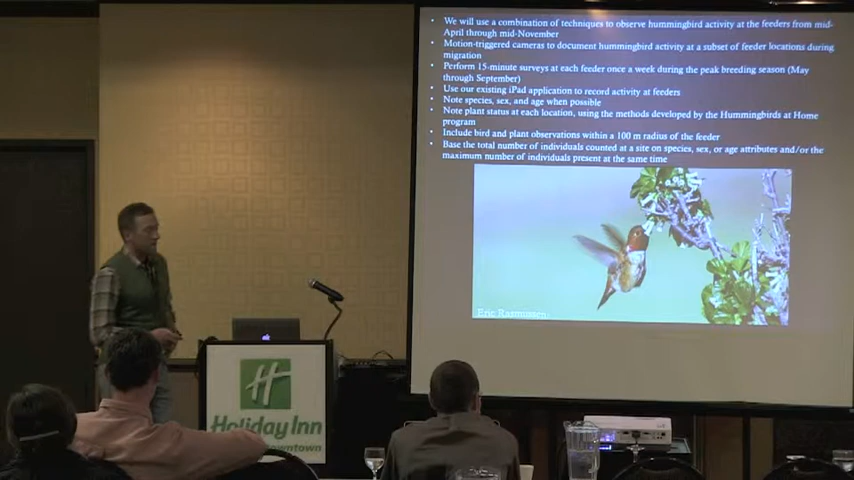 • We will use a combination of techniques to observe hummingbird activity at the feeders from mid-
April through mid-November
• Motion-triggered cameras to document hummingbird activity at a subset of feeder locations during
migration
• Perform 15-minute surveys at each feeder once a week during the peak breeding season (May
through September)
• Use our existing iPad application to record activity at feeders
• Note species, sex, and age when possible
• Note plant status at each location, using the methods developed by the Hummingbirds at Home
program
• Include bird and plant observations within a 100 m radius of the feeder
• Base the total number of individuals counted at a site on species, sex, or age attributes and/or the
maximum number of individuals present at the same time
Eric Rasmussen
H
Holiday Inn
owntown